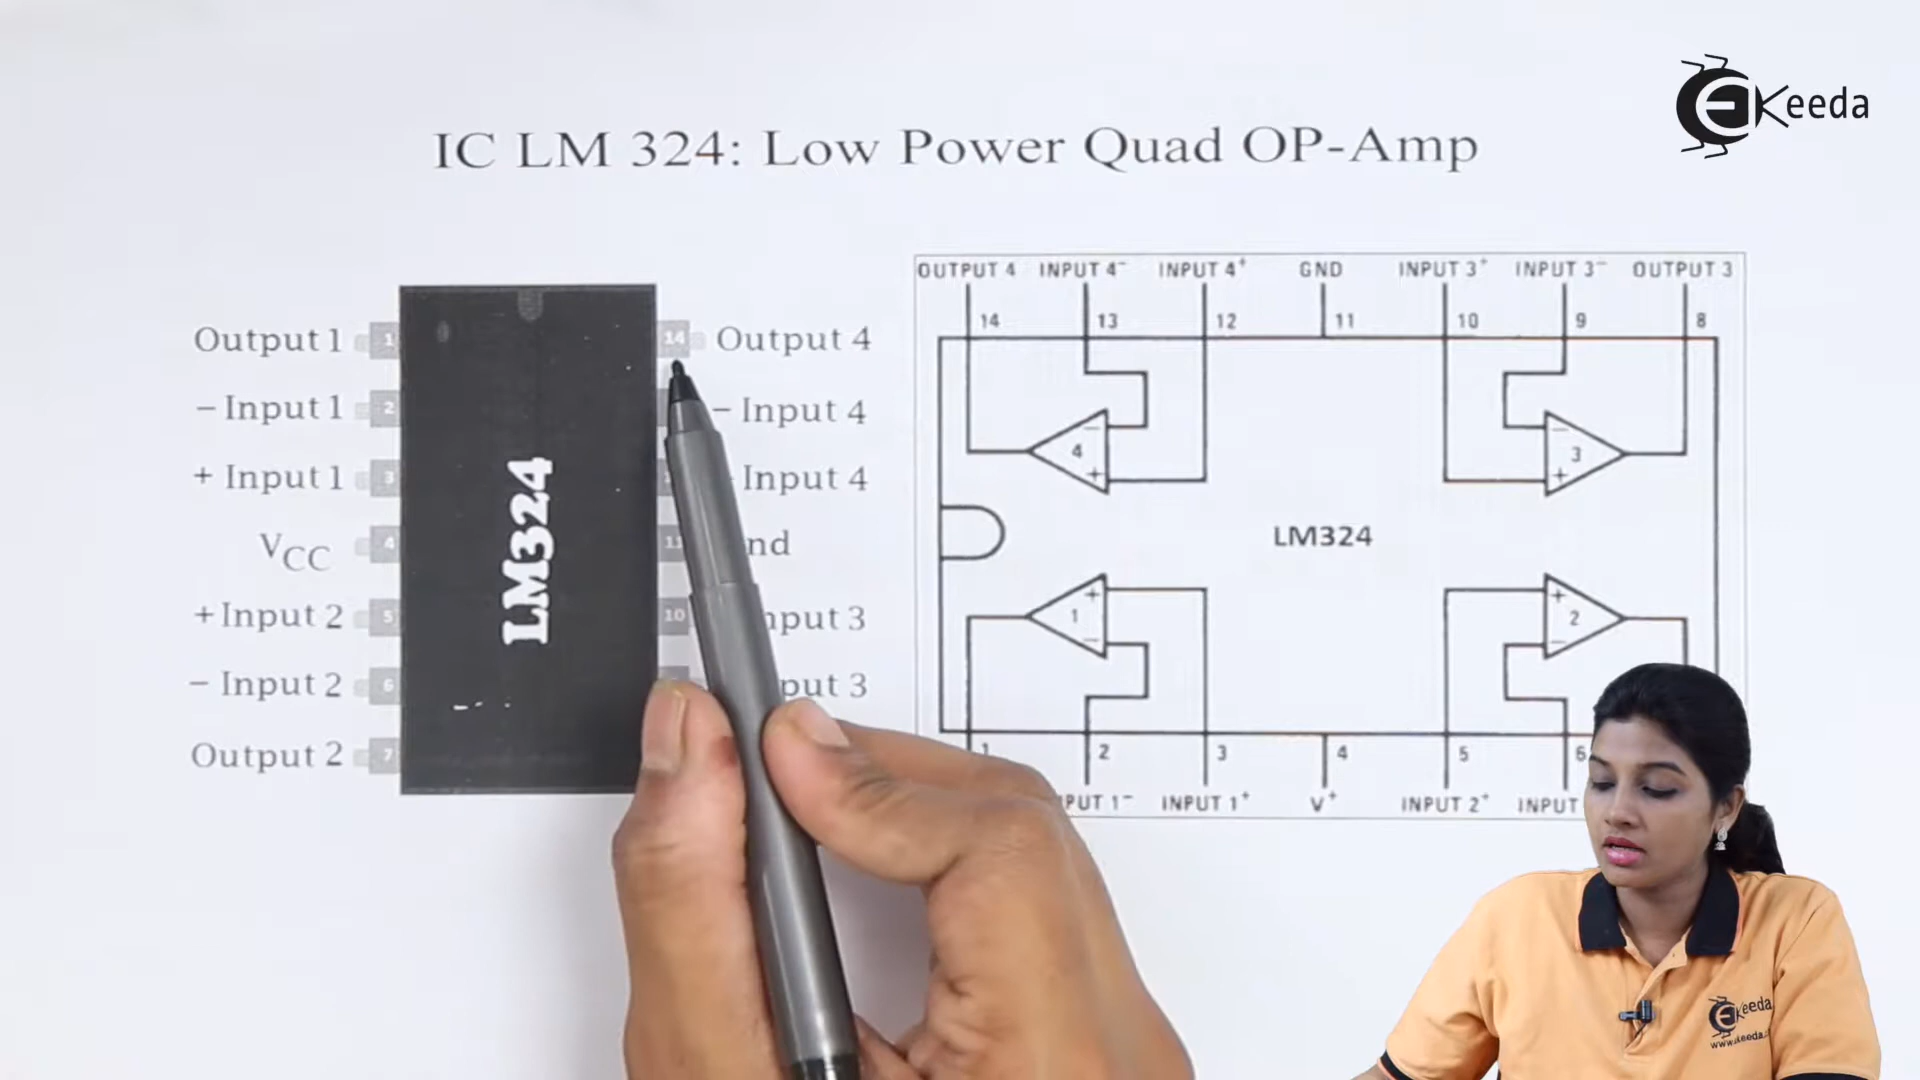 Keeda
IC LM 324: Low Power Quad OP-Amp
Output 1 1
- Input 1 2
+ Input 1 3
VCC 4
+ Input 2 5
- Input 2 6
Output 2 7
LM324
14 Output 4
- Input 4
Input 4
11
10 3
3
OUTPUT 4 INPUT 4- INPUT 4+ GND INPUT 3+ INPUT 3- OUTPUT 3
14 13 12 11 10 9 8
- -
4 3
+ +
LM324
+ +
1 2
- -
1 2 3 4 5 6
1- INPUT 1+ V+ INPUT 2+ INPUT
Keeda